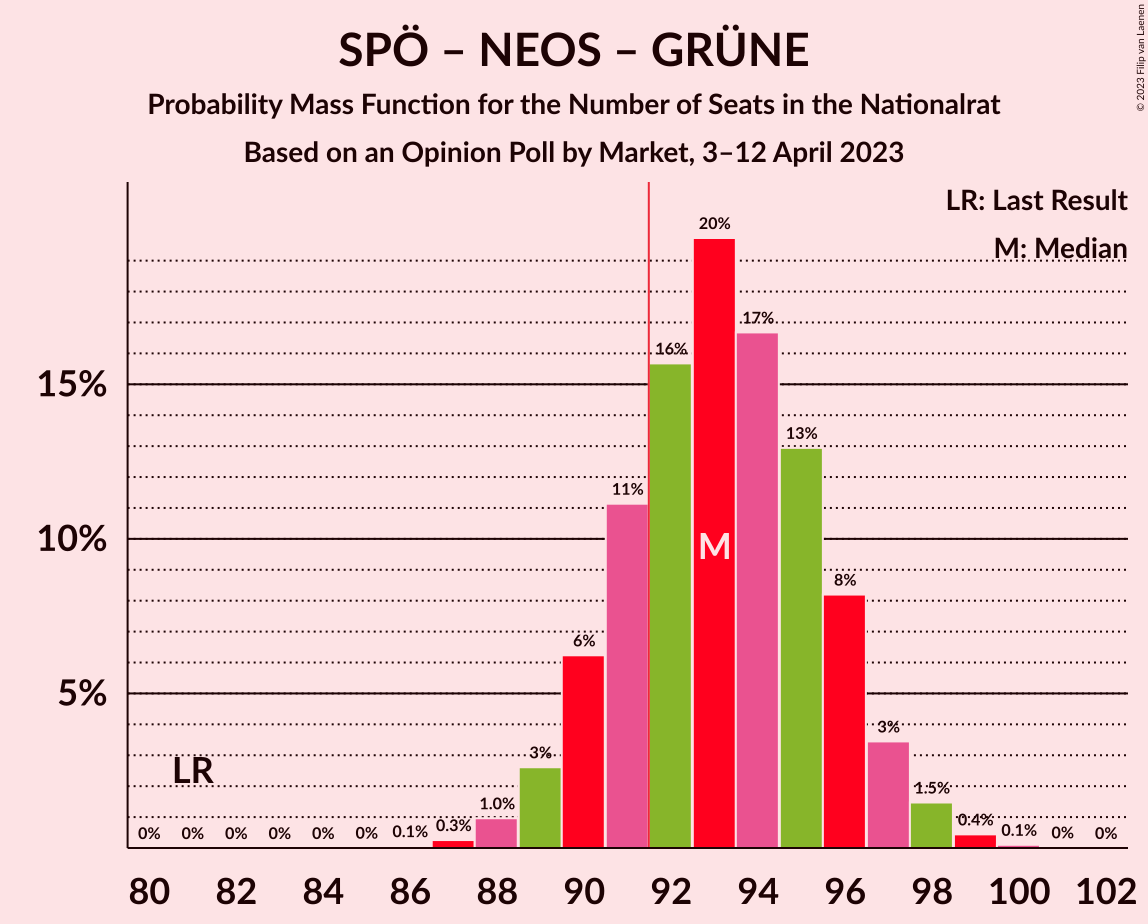 SPÖ – NEOS – GRÜNE
Probability Mass Function for the Number of Seats in the Nationalrat
Based on an Opinion Poll by Market, 3–12 April 2023
© 2023 Filip van Laenen
LR: Last Result
M: Median
20%
17%
16%
15%
13%
11%
10%
M
8%
6%
5%
3%
3%
LR
1.5%
1.0%
0% 0% 0% 0% 0% 0% 0.1% 0.3% 0.4% 0.1% 0% 0%
80 82 84 86 88 90 92 94 96 98 100 102